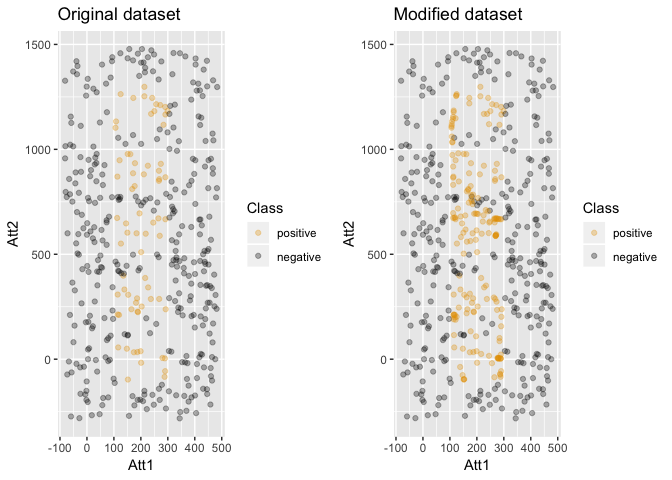 Original dataset
1500
1000
500
0
Att2
-100 0 100 200 300 400 500
Att1
Class
positive
negative
Modified dataset
1500
1000
500
0
Att2
-100 0 100 200 300 400 500
Att1
Class
positive
negative